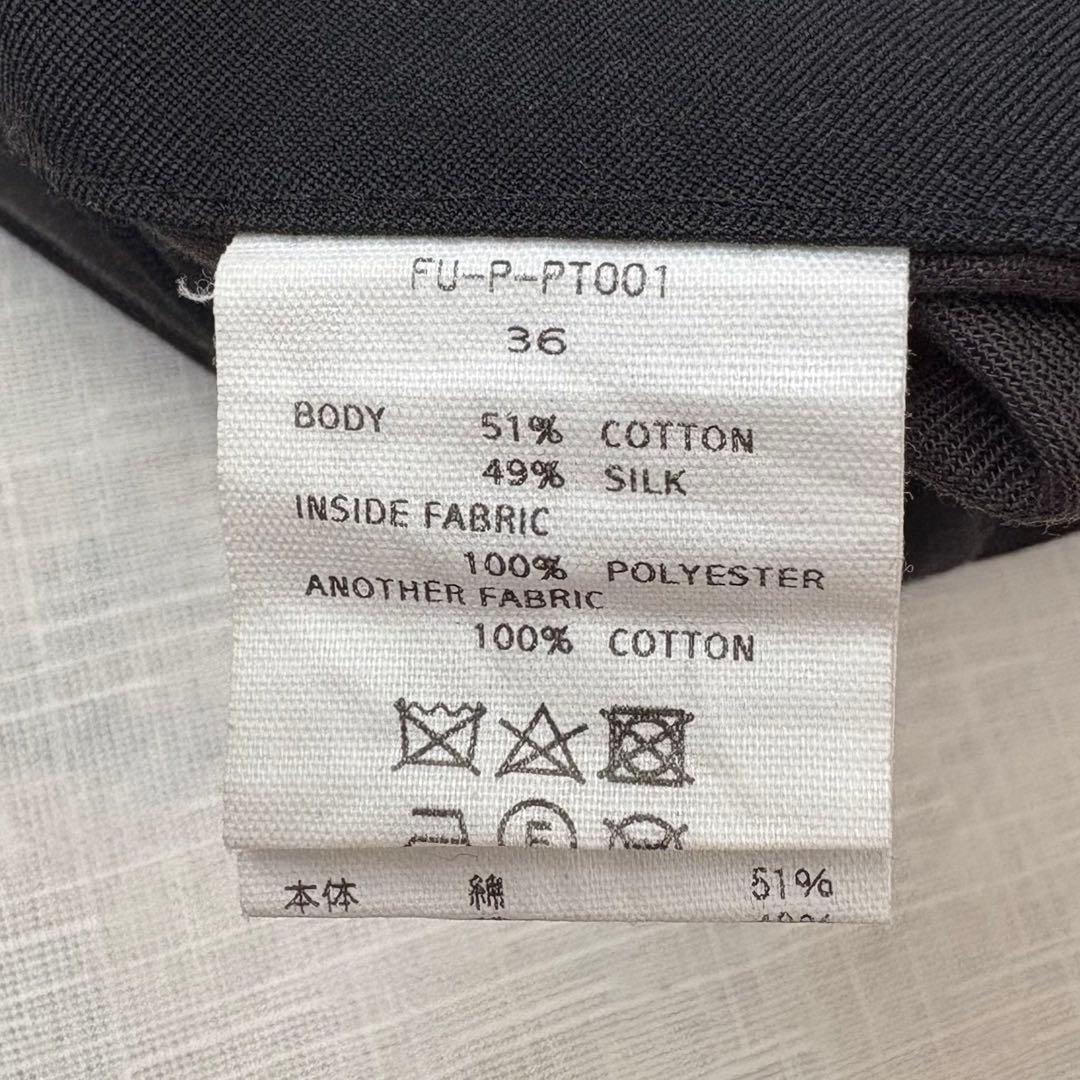 FU-P-PT001
36
BODY 51% COTTON
49% SILK
INSIDE FABRIC
100% POLYESTER
ANOTHER FABRIC
100% COTTON
F
本体 綿 51%